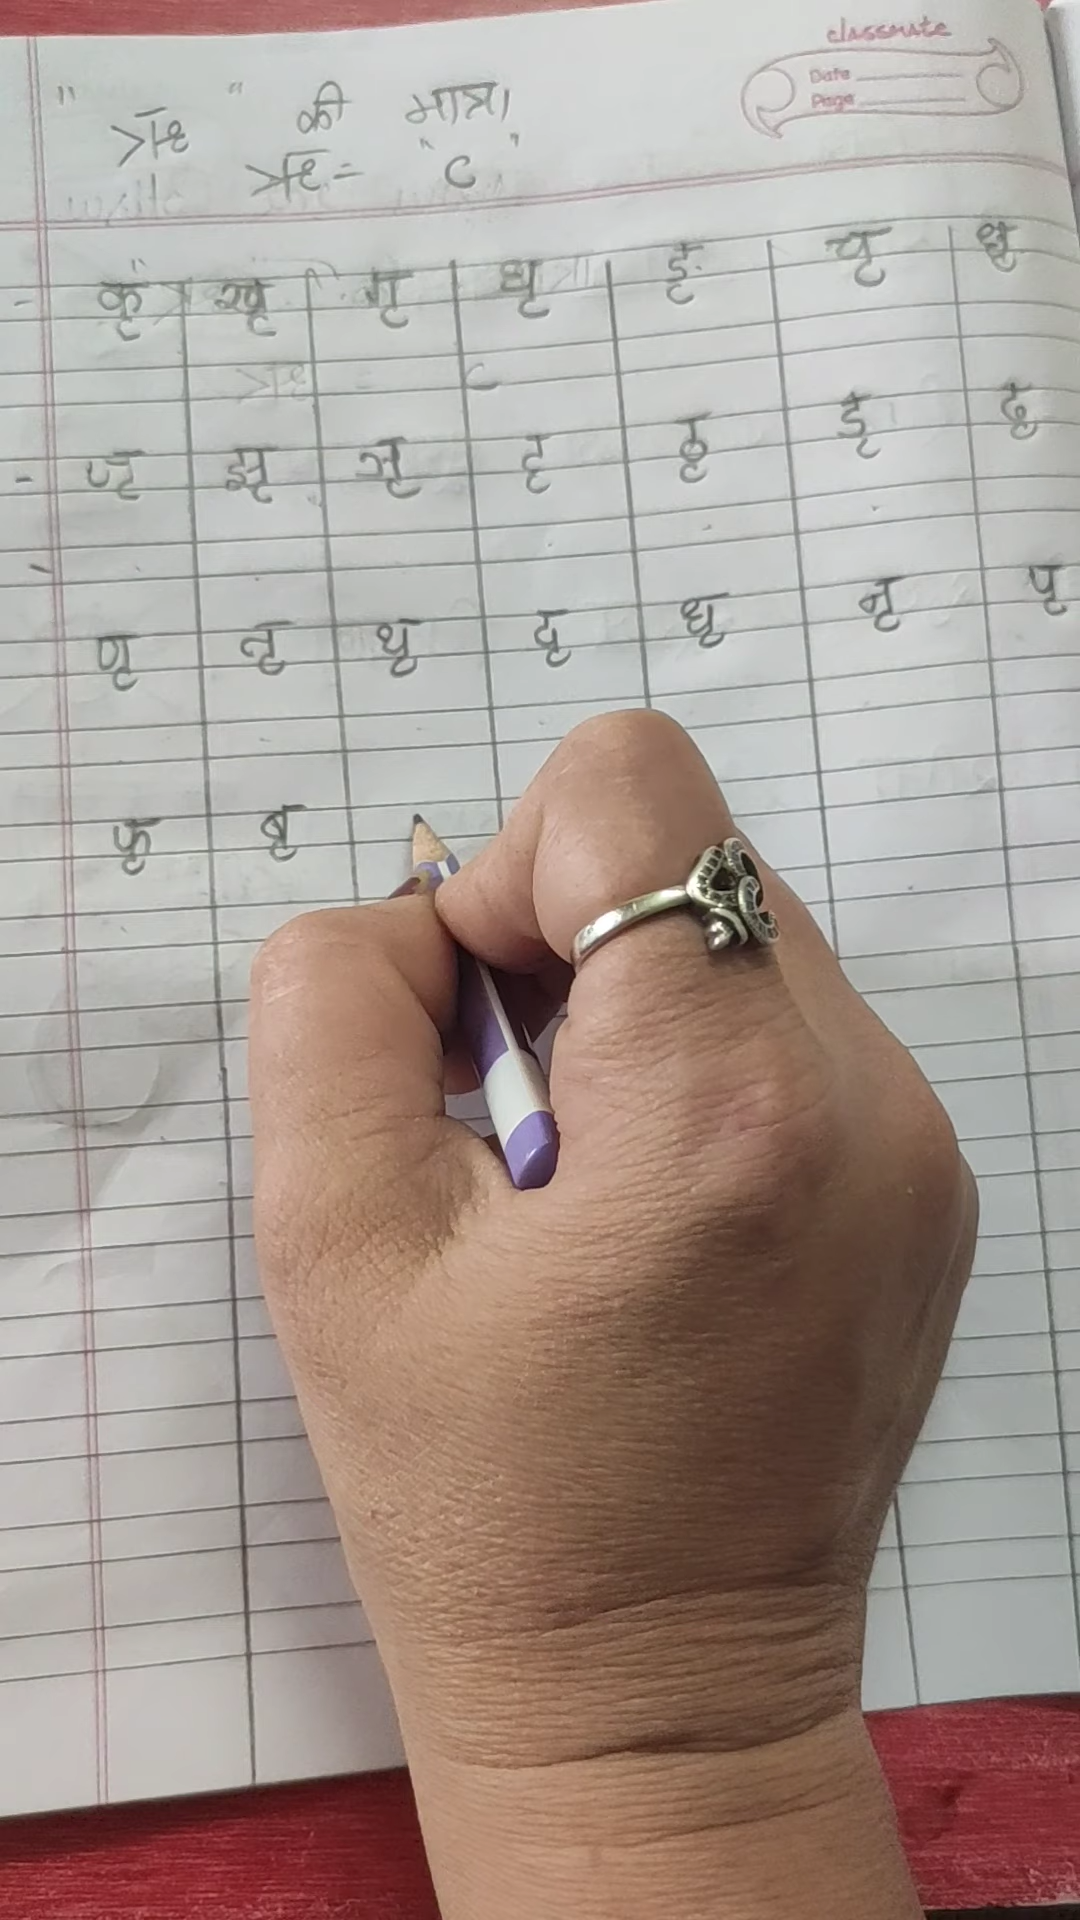 classmate
Date
Page
" ऋ " की मात्रा
ऋ = "ृ"
कृ खृ गृ घृ ङृ चृ छृ
जृ झृ ञृ टृ ठृ डृ ढृ
णृ तृ थृ दृ धृ नृ पृ
फृ बृ